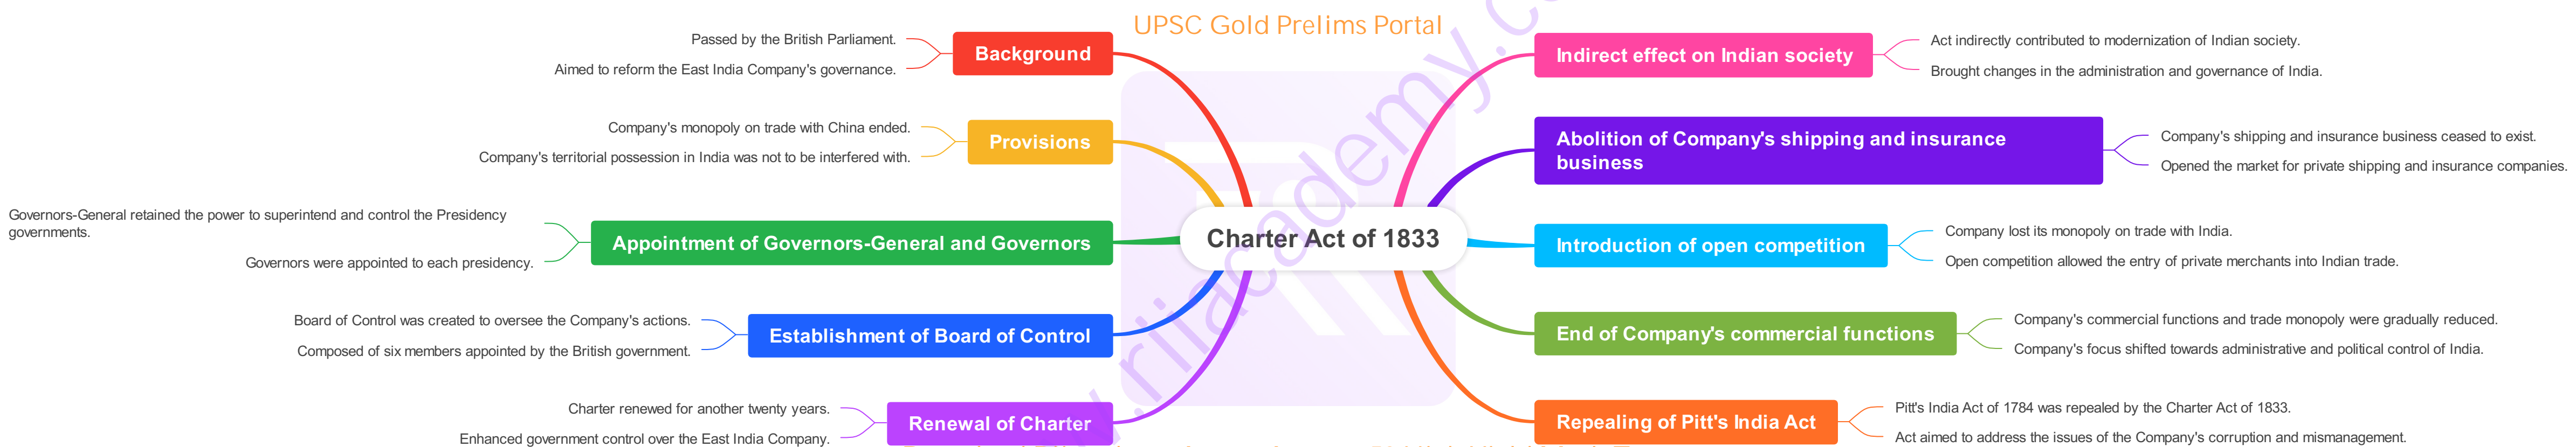 UPSC Gold Prelims Portal
Background
Passed by the British Parliament.
Aimed to reform the East India Company's governance.
Provisions
Company's monopoly on trade with China ended.
Company's territorial possession in India was not to be interfered with.
Appointment of Governors-General and Governors
Governors-General retained the power to superintend and control the Presidency
governments.
Governors were appointed to each presidency.
Establishment of Board of Control
Board of Control was created to oversee the Company's actions.
Composed of six members appointed by the British government.
Renewal of Charter
Charter renewed for another twenty years.
Enhanced government control over the East India Company.
Charter Act of 1833
Indirect effect on Indian society
Act indirectly contributed to modernization of Indian society.
Brought changes in the administration and governance of India.
Abolition of Company's shipping and insurance
business
Company's shipping and insurance business ceased to exist.
Opened the market for private shipping and insurance companies.
Introduction of open competition
Company lost its monopoly on trade with India.
Open competition allowed the entry of private merchants into Indian trade.
End of Company's commercial functions
Company's commercial functions and trade monopoly were gradually reduced.
Company's focus shifted towards administrative and political control of India.
Repealing of Pitt's India Act
Pitt's India Act of 1784 was repealed by the Charter Act of 1833.
Act aimed to address the issues of the Company's corruption and mismanagement.